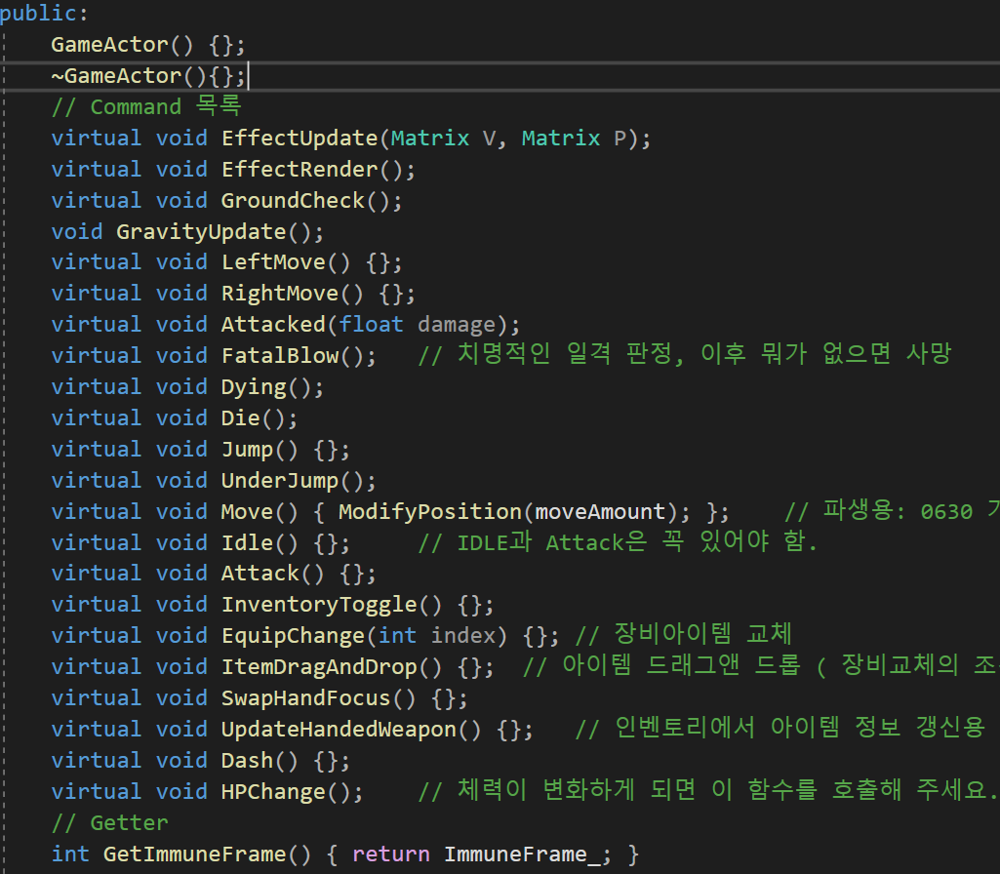 public:
GameActor() {};
~GameActor(){};
// Command 목록
virtual void EffectUpdate(Matrix V, Matrix P);
virtual void EffectRender();
virtual void GroundCheck();
void GravityUpdate();
virtual void LeftMove() {};
virtual void RightMove() {};
virtual void Attacked(float damage);
virtual void FatalBlow();   // 치명적인 일격 판정, 이후 뭐가 없으면 사망
virtual void Dying();
virtual void Die();
virtual void Jump() {};
virtual void UnderJump();
virtual void Move() { ModifyPosition(moveAmount); };    // 파생용: 0630
virtual void Idle() {};     // IDLE과 Attack은 꼭 있어야 함.
virtual void Attack() {};
virtual void InventoryToggle() {};
virtual void EquipChange(int index) {}; // 장비아이템 교체
virtual void ItemDragAndDrop() {};  // 아이템 드래그앤 드롭 ( 장비교체의
virtual void SwapHandFocus() {};
virtual void UpdateHandedWeapon() {};   // 인벤토리에서 아이템 정보 갱신용
virtual void Dash() {};
virtual void HPChange();    // 체력이 변화하게 되면 이 함수를 호출해 주세요.
// Getter
int GetImmuneFrame() { return ImmuneFrame_; }